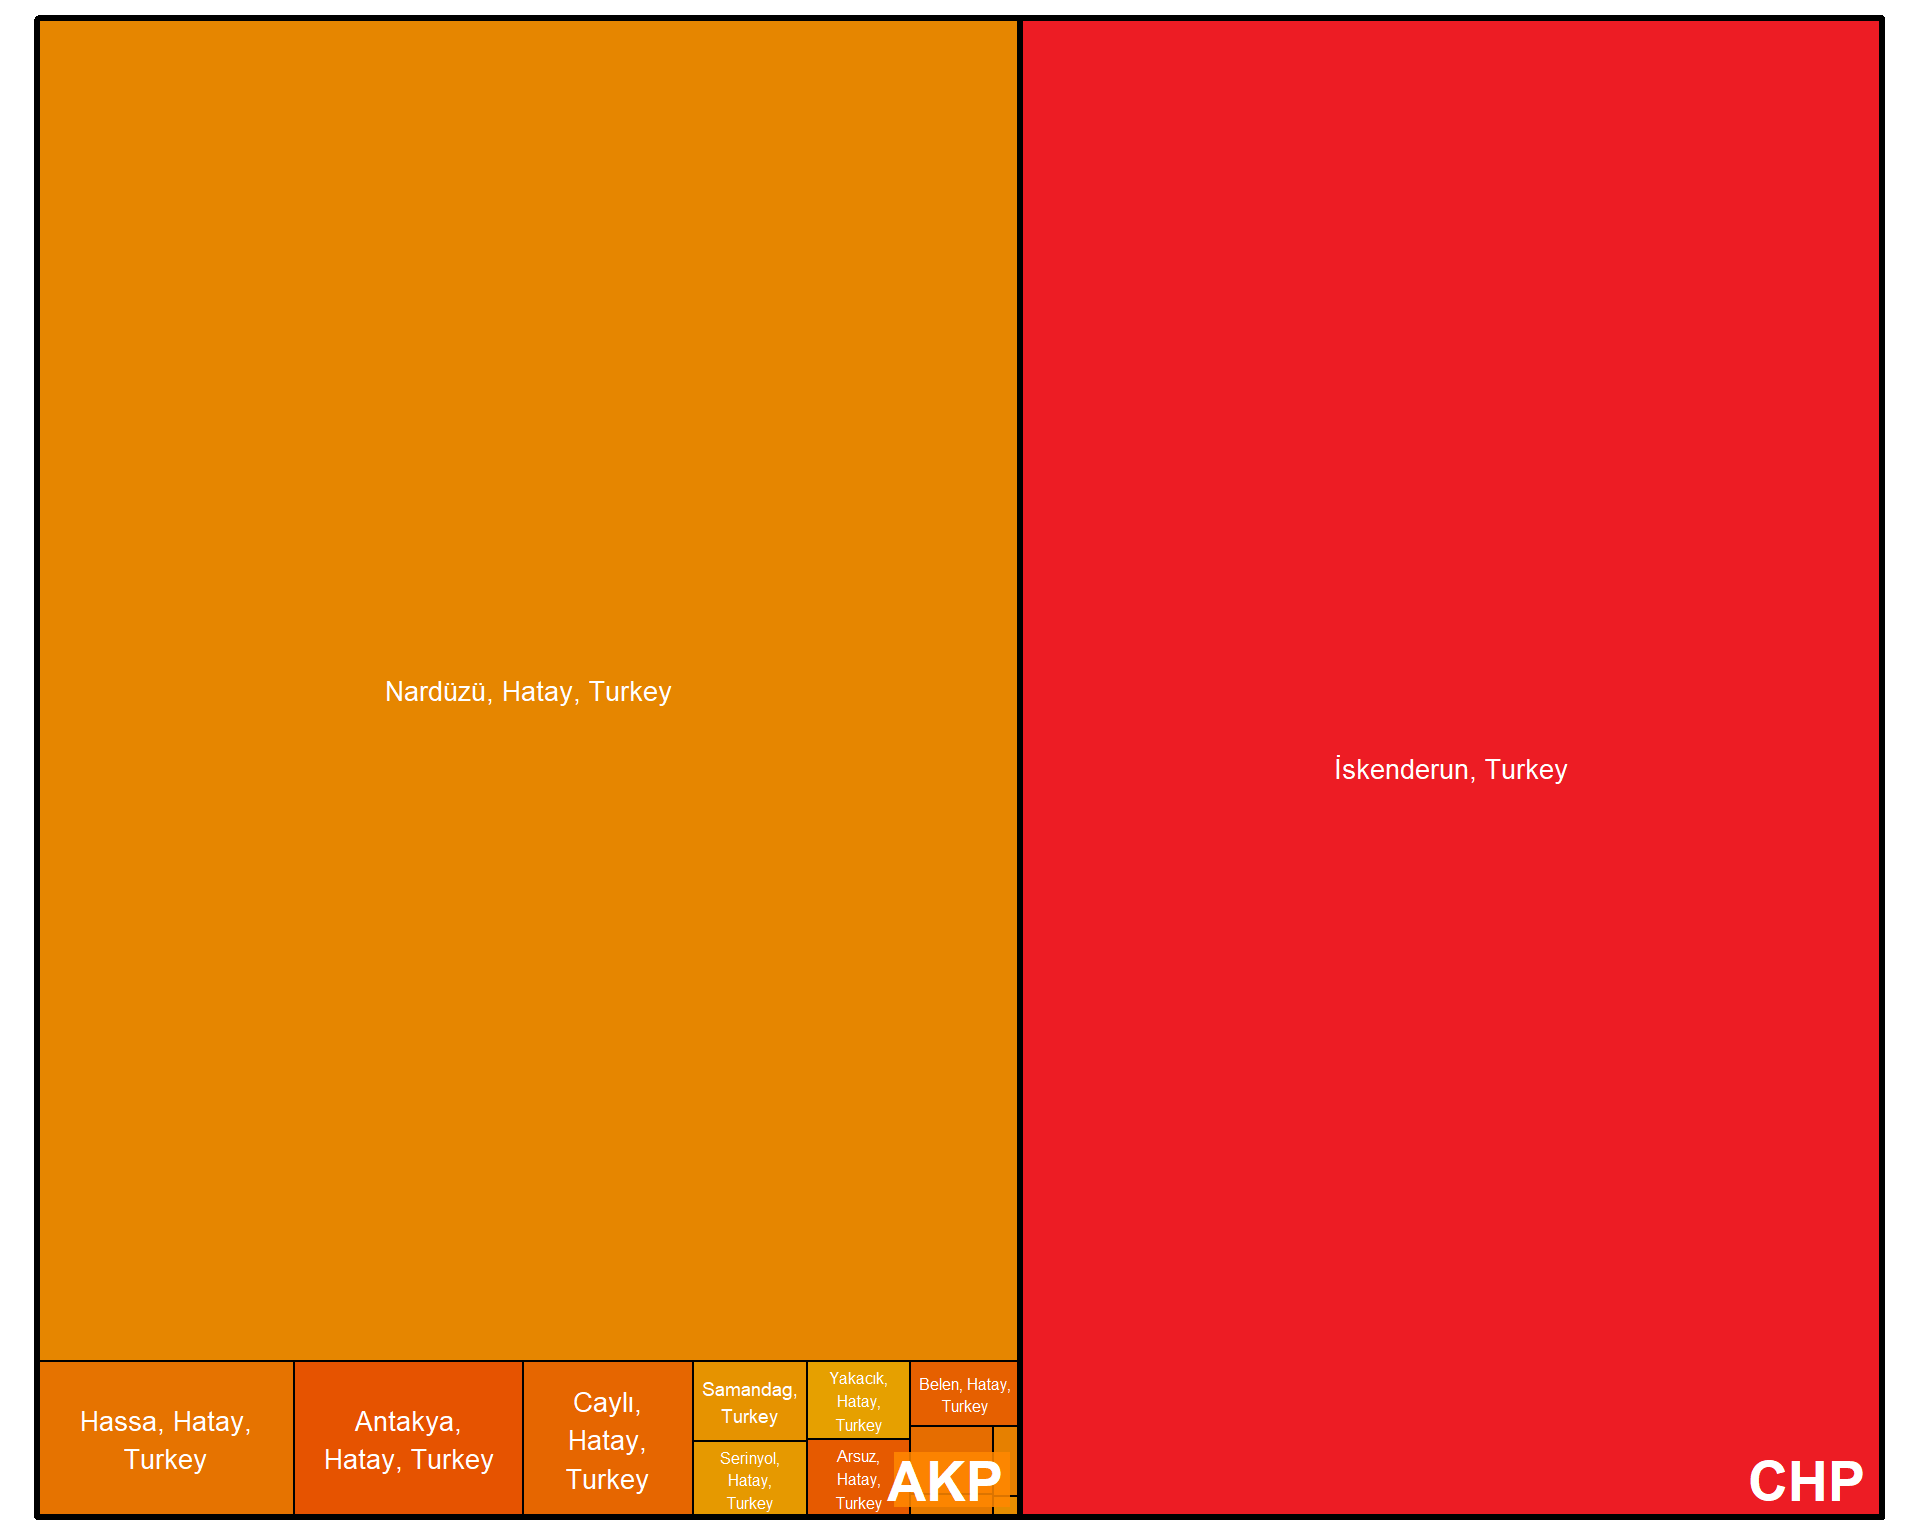 Nardüzü, Hatay, Turkey
İskenderun, Turkey
Hassa, Hatay,
Turkey
Antakya,
Hatay, Turkey
Caylı,
Hatay,
Turkey
Samandag,
Turkey
Serinyol,
Hatay,
Turkey
Yakacık,
Hatay,
Turkey
Arsuz,
Hatay,
Turkey
Belen, Hatay,
Turkey
AKP
CHP